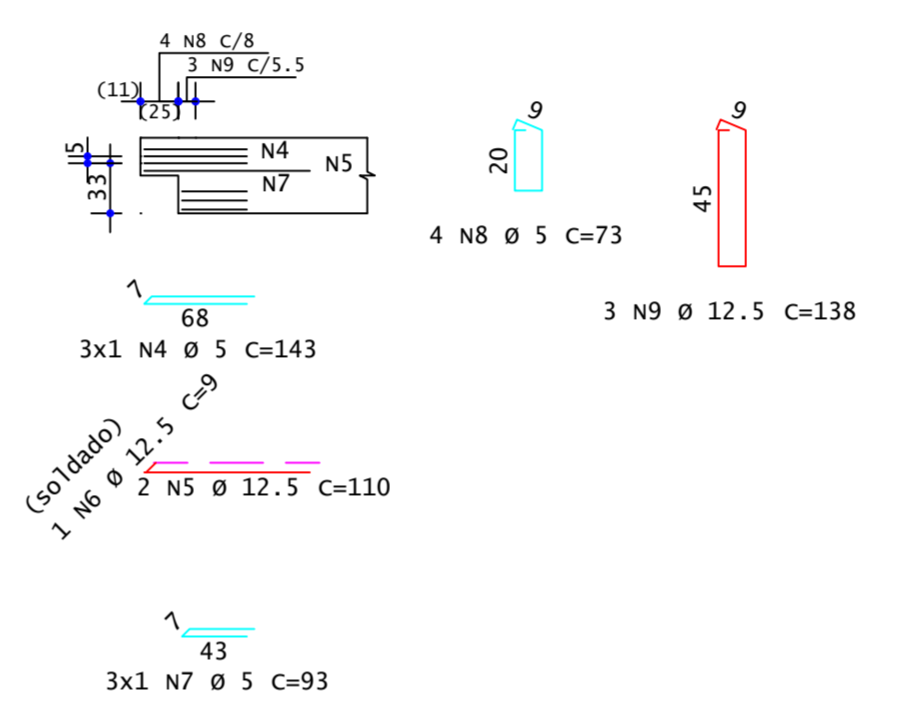 4 N8 C/8
3 N9 C/5.5
(11)
(25)
5
33
N4
N5
N7
9
20
4 N8 Ø 5 C=73
9
45
3 N9 Ø 12.5 C=138
7
68
3x1 N4 Ø 5 C=143
(soldado)
1 N6 Ø 12.5 C=9
2 N5 Ø 12.5 C=110
7
43
3x1 N7 Ø 5 C=93